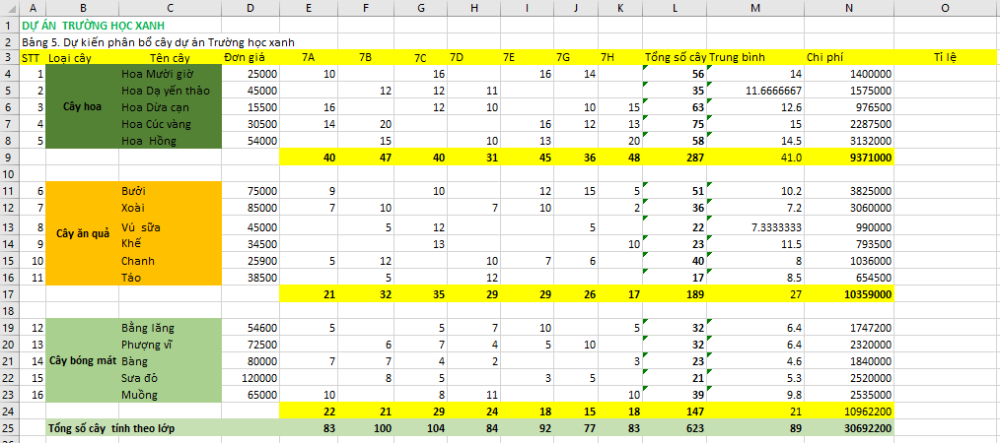 A B C D E F G H I J K L M N O
1 DỰ ÁN TRƯỜNG HỌC XANH
2 Bảng 5. Dự kiến phân bổ cây dự án Trường học xanh
3 STT Loại cây Tên cây Đơn giá 7A 7B 7C 7D 7E 7G 7H Tổng số cây Trung bình Chi phí Tỉ lệ
4 1 Hoa Mười giờ 25000 10 16 16 14 56 14 1400000
5 2 Hoa Dạ yến thảo 45000 12 12 11 35 11.6666667 1575000
6 3 Cây hoa Hoa Dừa cạn 15500 16 12 10 10 15 63 12.6 976500
7 4 Hoa Cúc vàng 30500 14 20 16 12 13 75 15 2287500
8 5 Hoa Hồng 54000 15 10 13 20 58 14.5 3132000
9 40 47 40 31 45 36 48 287 41.0 9371000
10
11 6 Bưởi 75000 9 10 12 15 5 51 10.2 3825000
12 7 Xoài 85000 7 10 7 10 2 36 7.2 3060000
13 8 Cây ăn quả Vú sữa 45000 5 12 5 22 7.3333333 990000
14 9 Khế 34500 13 10 23 11.5 793500
15 10 Chanh 25900 5 12 10 7 6 40 8 1036000
16 11 Táo 38500 5 12 17 8.5 654500
17 21 32 35 29 29 26 17 189 27 10359000
18
19 12 Bằng lăng 54600 5 5 7 10 5 32 6.4 1747200
20 13 Phượng vĩ 72500 6 7 4 5 10 32 6.4 2320000
21 14 Cây bóng mát Bàng 80000 7 7 4 2 3 23 4.6 1840000
22 15 Sưa đỏ 120000 8 5 3 5 21 5.3 2520000
23 16 Muồng 65000 10 8 11 10 39 9.8 2535000
24 22 21 29 24 18 15 18 147 21 10962200
25 Tổng số cây tính theo lớp 83 100 104 84 92 77 83 623 89 30692200